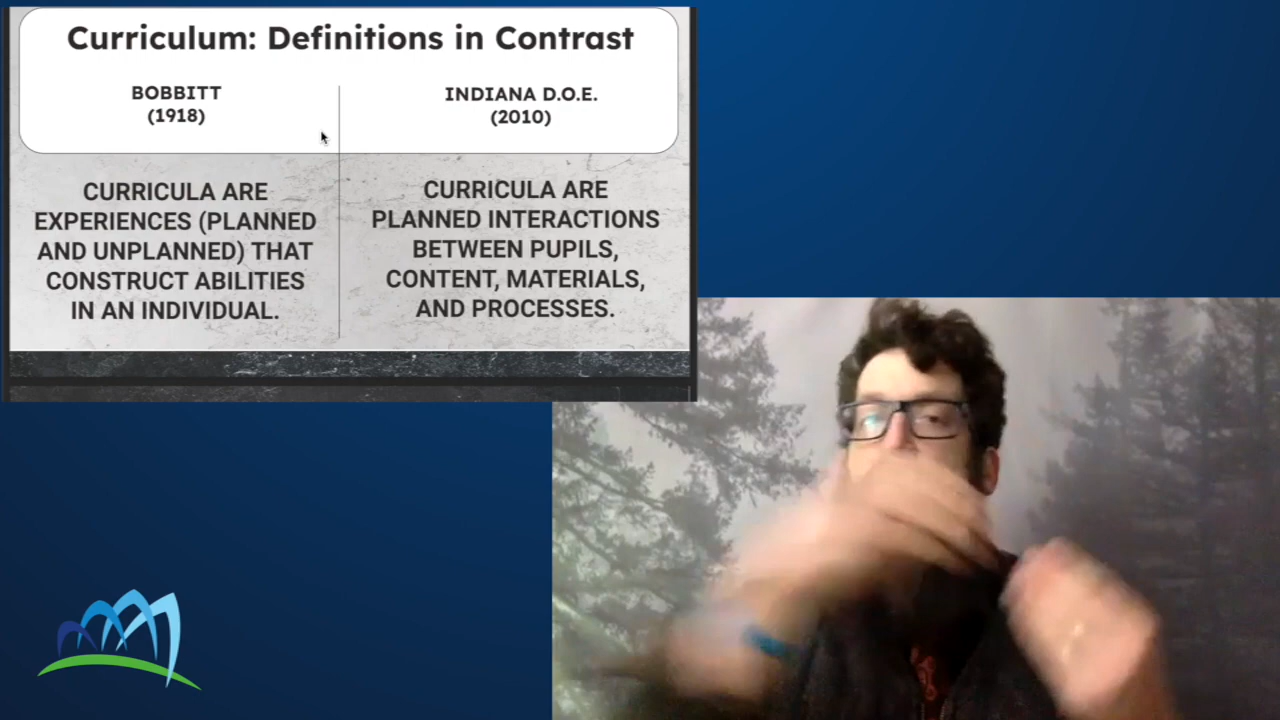 Curriculum: Definitions in Contrast
BOBBITT
(1918)
CURRICULA ARE
EXPERIENCES (PLANNED
AND UNPLANNED) THAT
CONSTRUCT ABILITIES
IN AN INDIVIDUAL.
INDIANA D.O.E.
(2010)
CURRICULA ARE
PLANNED INTERACTIONS
BETWEEN PUPILS,
CONTENT, MATERIALS,
AND PROCESSES.